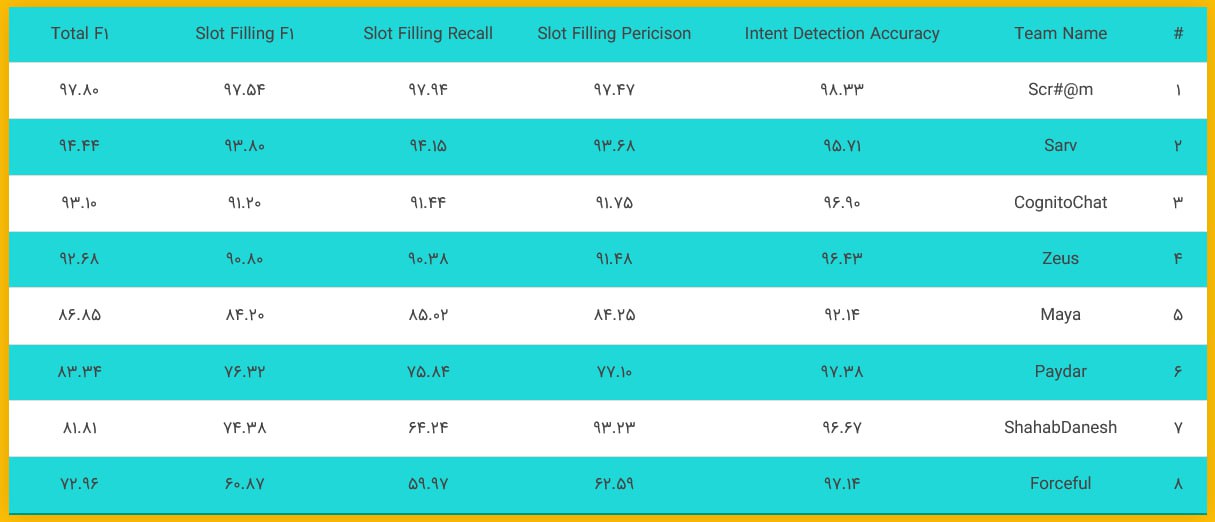 Total F۱ Slot Filling F۱ Slot Filling Recall Slot Filling Pericison Intent Detection Accuracy Team Name #
۹۷.۸۰ ۹۷.۵۴ ۹۷.۹۴ ۹۷.۴۷ ۹۸.۳۳ Scr#@m ۱
۹۴.۴۴ ۹۳.۸۰ ۹۴.۱۵ ۹۳.۶۸ ۹۵.۷۱ Sarv ۲
۹۳.۱۰ ۹۱.۲۰ ۹۱.۴۴ ۹۱.۷۵ ۹۶.۹۰ CognitoChat ۳
۹۲.۶۸ ۹۰.۸۰ ۹۰.۳۸ ۹۱.۴۸ ۹۶.۴۳ Zeus ۴
۸۶.۸۵ ۸۴.۲۰ ۸۵.۰۲ ۸۴.۲۵ ۹۲.۱۴ Maya ۵
۸۳.۳۴ ۷۶.۳۲ ۷۵.۸۴ ۷۷.۱۰ ۹۷.۳۸ Paydar ۶
۸۱.۸۱ ۷۴.۳۸ ۶۴.۲۴ ۹۳.۲۳ ۹۶.۶۷ ShahabDanesh ۷
۷۲.۹۶ ۶۰.۸۷ ۵۹.۹۷ ۶۲.۵۹ ۹۷.۱۴ Forceful ۸